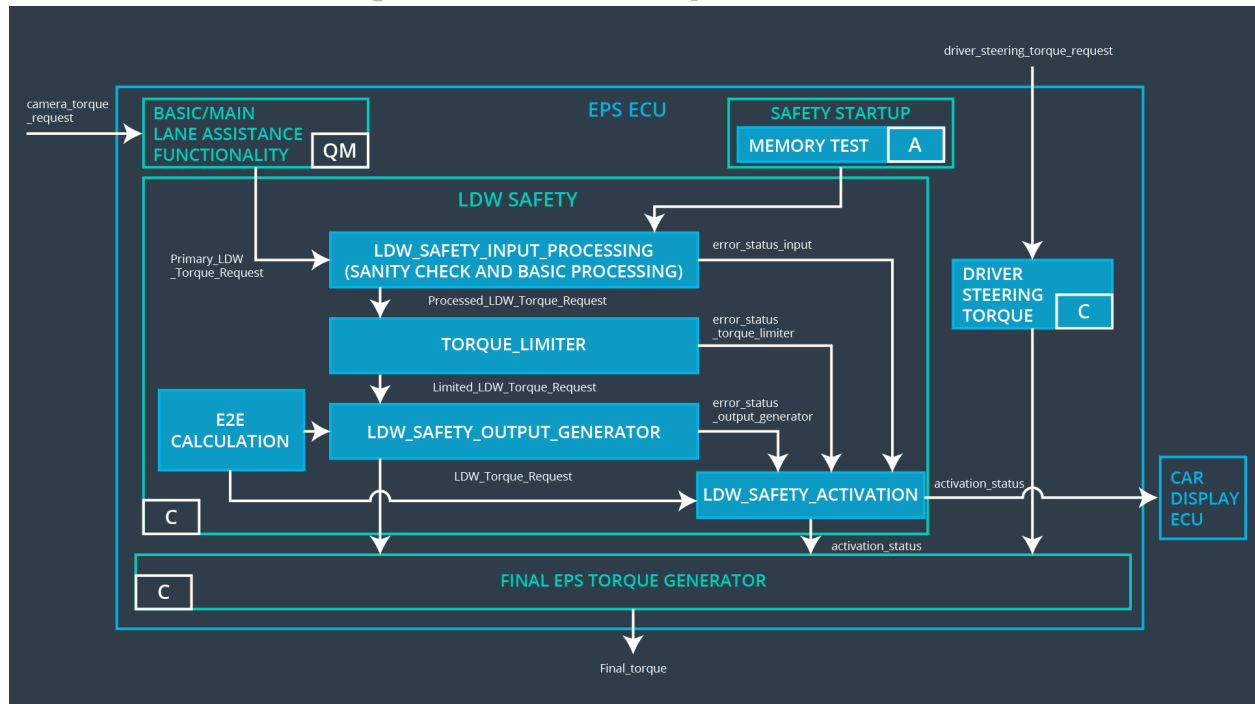 driver_steering_torque_request
camera_torque
_request
EPS ECU
BASIC/MAIN
LANE ASSISTANCE
FUNCTIONALITY
QM
SAFETY STARTUP
MEMORY TEST
A
LDW SAFETY
Primary_LDW
_Torque_Request
LDW_SAFETY_INPUT_PROCESSING
(SANITY CHECK AND BASIC PROCESSING)
error_status_input
DRIVER
STEERING
TORQUE
C
Processed_LDW_Torque_Request
TORQUE_LIMITER
error_status
_torque_limiter
Limited_LDW_Torque_Request
E2E
CALCULATION
LDW_SAFETY_OUTPUT_GENERATOR
error_status
_output_generator
LDW_Torque_Request
LDW_SAFETY_ACTIVATION
activation_status
CAR
DISPLAY
ECU
C
activation_status
FINAL EPS TORQUE GENERATOR
C
Final_torque